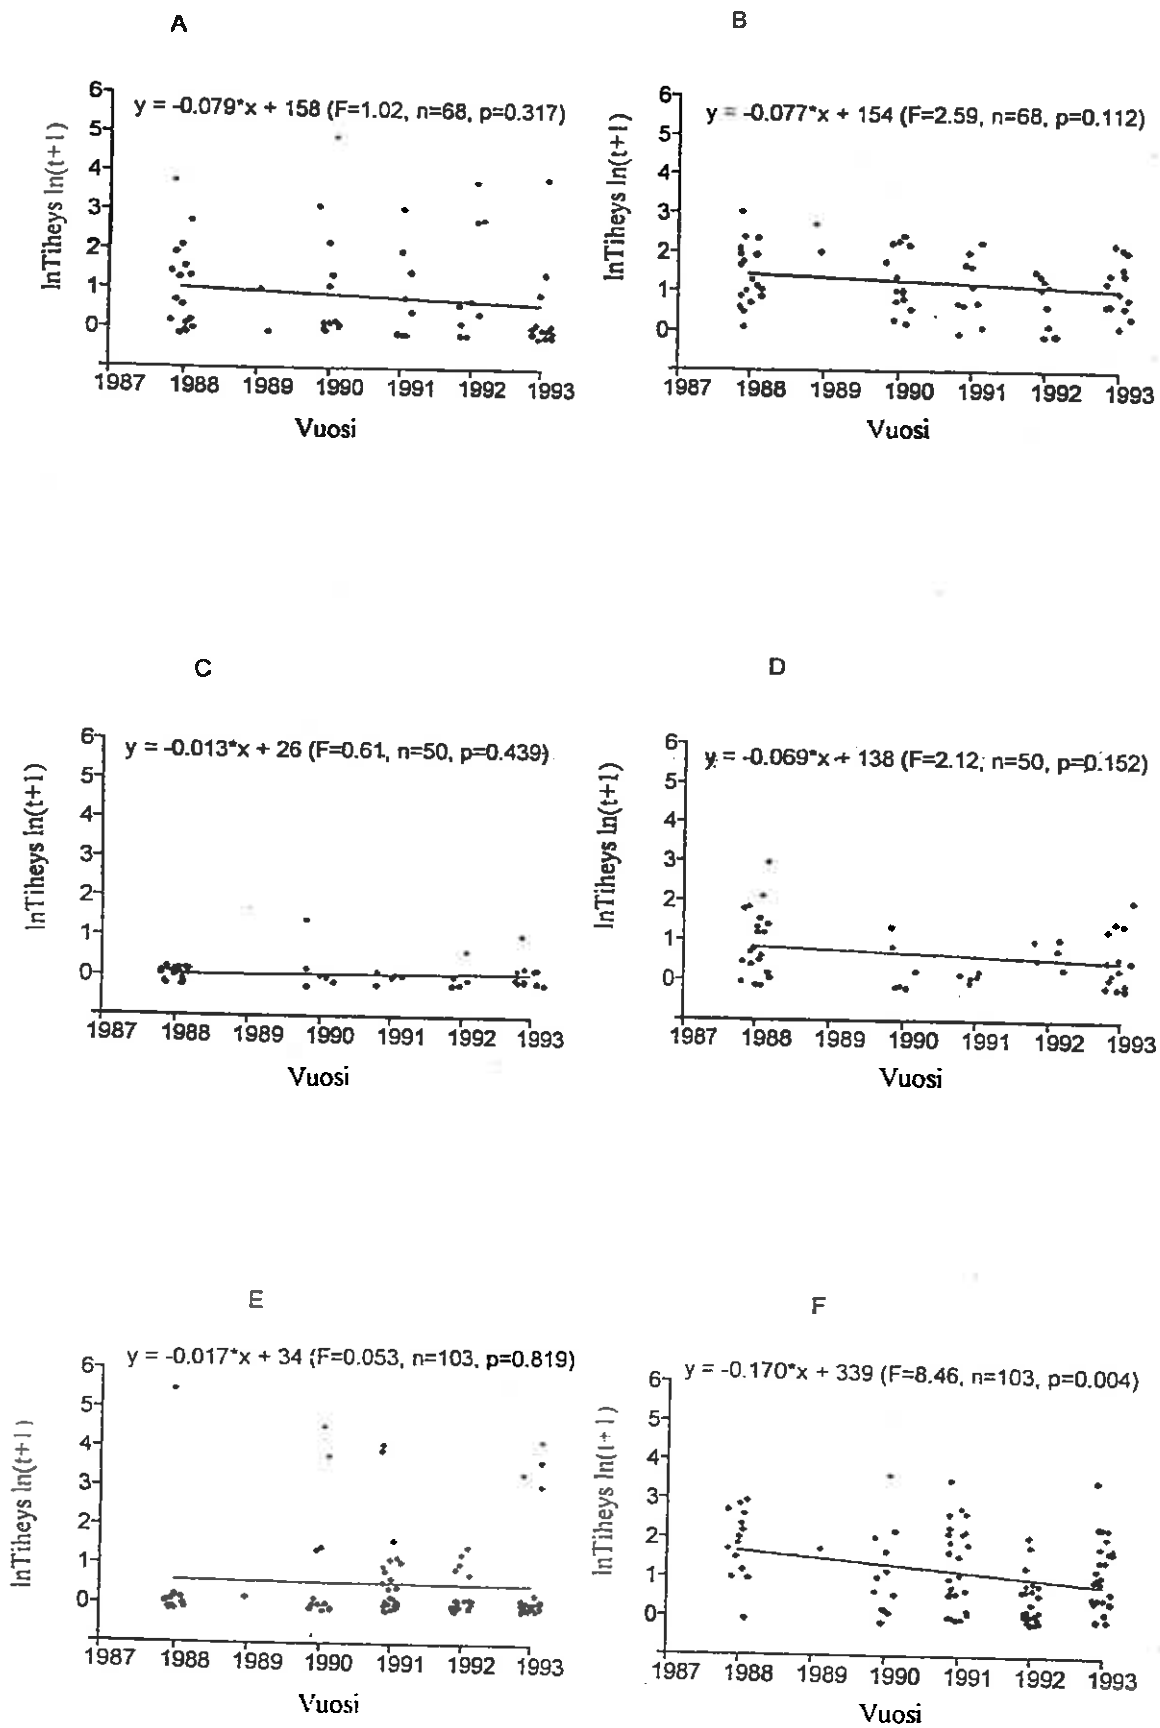 A
y = -0.079*x + 158 (F=1.02, n=68, p=0.317)
lnTiheys ln(t+1)
6
5
4
3
2
1
0
1987 1988 1989 1990 1991 1992 1993
Vuosi
B
y = -0.077*x + 154 (F=2.59, n=68, p=0.112)
lnTiheys ln(t+1)
6
5
4
3
2
1
0
1987 1988 1989 1990 1991 1992 1993
Vuosi
C
y = -0.013*x + 26 (F=0.61, n=50, p=0.439)
lnTiheys ln(t+1)
6
5
4
3
2
1
0
1987 1988 1989 1990 1991 1992 1993
Vuosi
D
y = -0.069*x + 138 (F=2.12, n=50, p=0.152)
lnTiheys ln(t+1)
6
5
4
3
2
1
0
1987 1988 1989 1990 1991 1992 1993
Vuosi
E
y = -0.017*x + 34 (F=0.053, n=103, p=0.819)
lnTiheys ln(t+1)
6
5
4
3
2
1
0
1987 1988 1989 1990 1991 1992 1993
Vuosi
F
y = -0.170*x + 339 (F=8.46, n=103, p=0.004)
lnTiheys ln(t+1)
6
5
4
3
2
1
0
1987 1988 1989 1990 1991 1992 1993
Vuosi